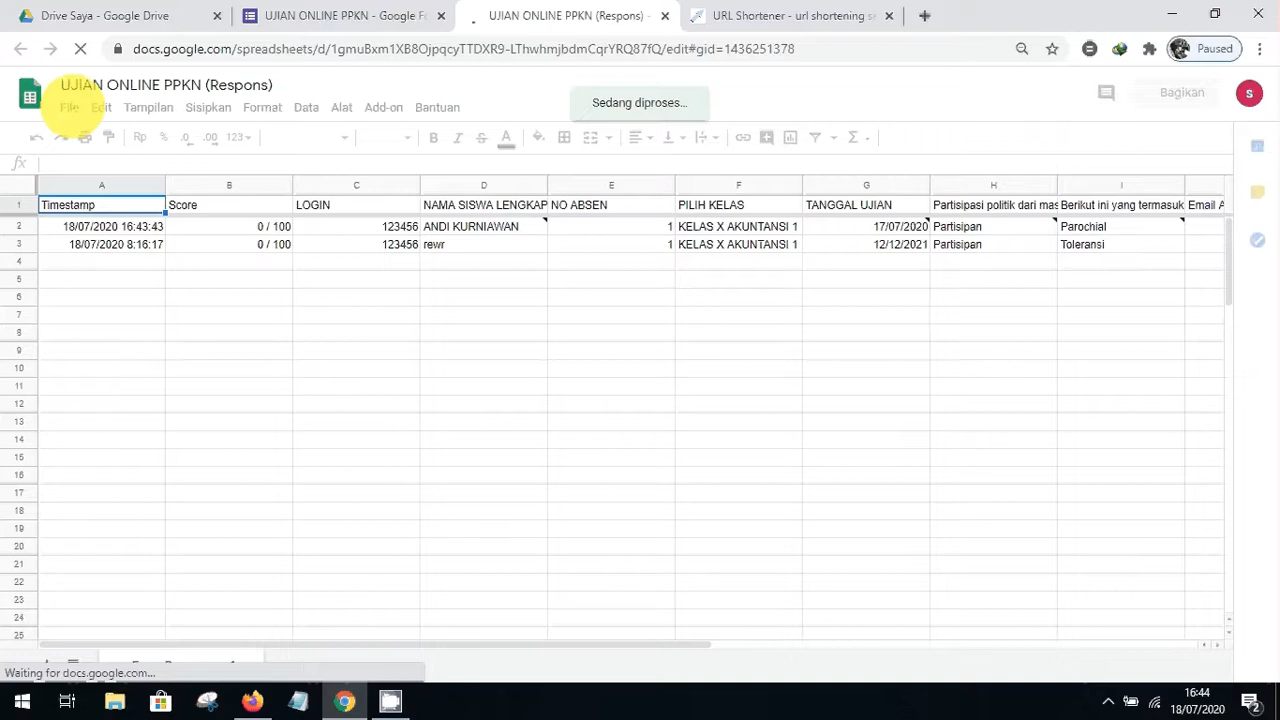 Drive Saya - Google Drive
UJIAN ONLINE PPKN - Google Fo
UJIAN ONLINE PPKN (Respons) -
URL Shortener - url shortening se
docs.google.com/spreadsheets/d/1gmuBxm1XB8OjpqcyTTDXR9-LThwhmjbdmCqrYRQ87fQ/edit#gid=1436251378
Paused
UJIAN ONLINE PPKN (Respons)
File Edit Tampilan Sisipkan Format Data Alat Add-on Bantuan
Sedang diproses...
Bagikan
S
Rp % .0 .00 123
fx
A B C D E F G H I
1 Timestamp Score LOGIN NAMA SISWA LENGKAP NO ABSEN PILIH KELAS TANGGAL UJIAN Partisipasi politik dari mas Berikut ini yang termasuk Email A
2 18/07/2020 16:43:43 0 / 100 123456 ANDI KURNIAWAN 1 KELAS X AKUNTANSI 1 17/07/2020 Partisipan Parochial
3 18/07/2020 8:16:17 0 / 100 123456 rewr 1 KELAS X AKUNTANSI 1 12/12/2021 Partisipan Toleransi
4
5
6
7
8
9
10
11
12
13
14
15
16
17
18
19
20
21
22
23
24
25
Waiting for docs.google.com...
16:44
18/07/2020
2